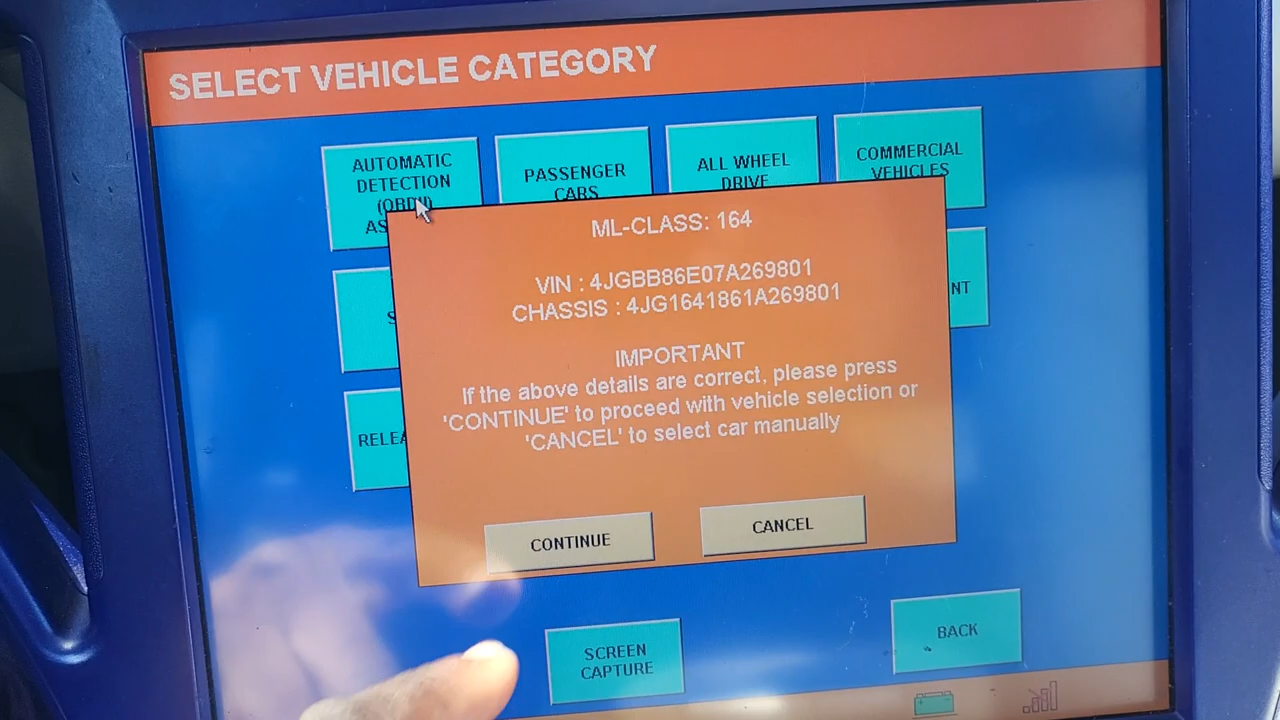 SELECT VEHICLE CATEGORY
AUTOMATIC
DETECTION
(OBDII)
PASSENGER
CARS
ALL WHEEL
DRIVE
COMMERCIAL
VEHICLES
ML-CLASS: 164
VIN : 4JGBB86E07A269801
CHASSIS : 4JG1641861A269801
IMPORTANT
If the above details are correct, please press
'CONTINUE' to proceed with vehicle selection or
'CANCEL' to select car manually
CONTINUE
CANCEL
SCREEN
CAPTURE
BACK